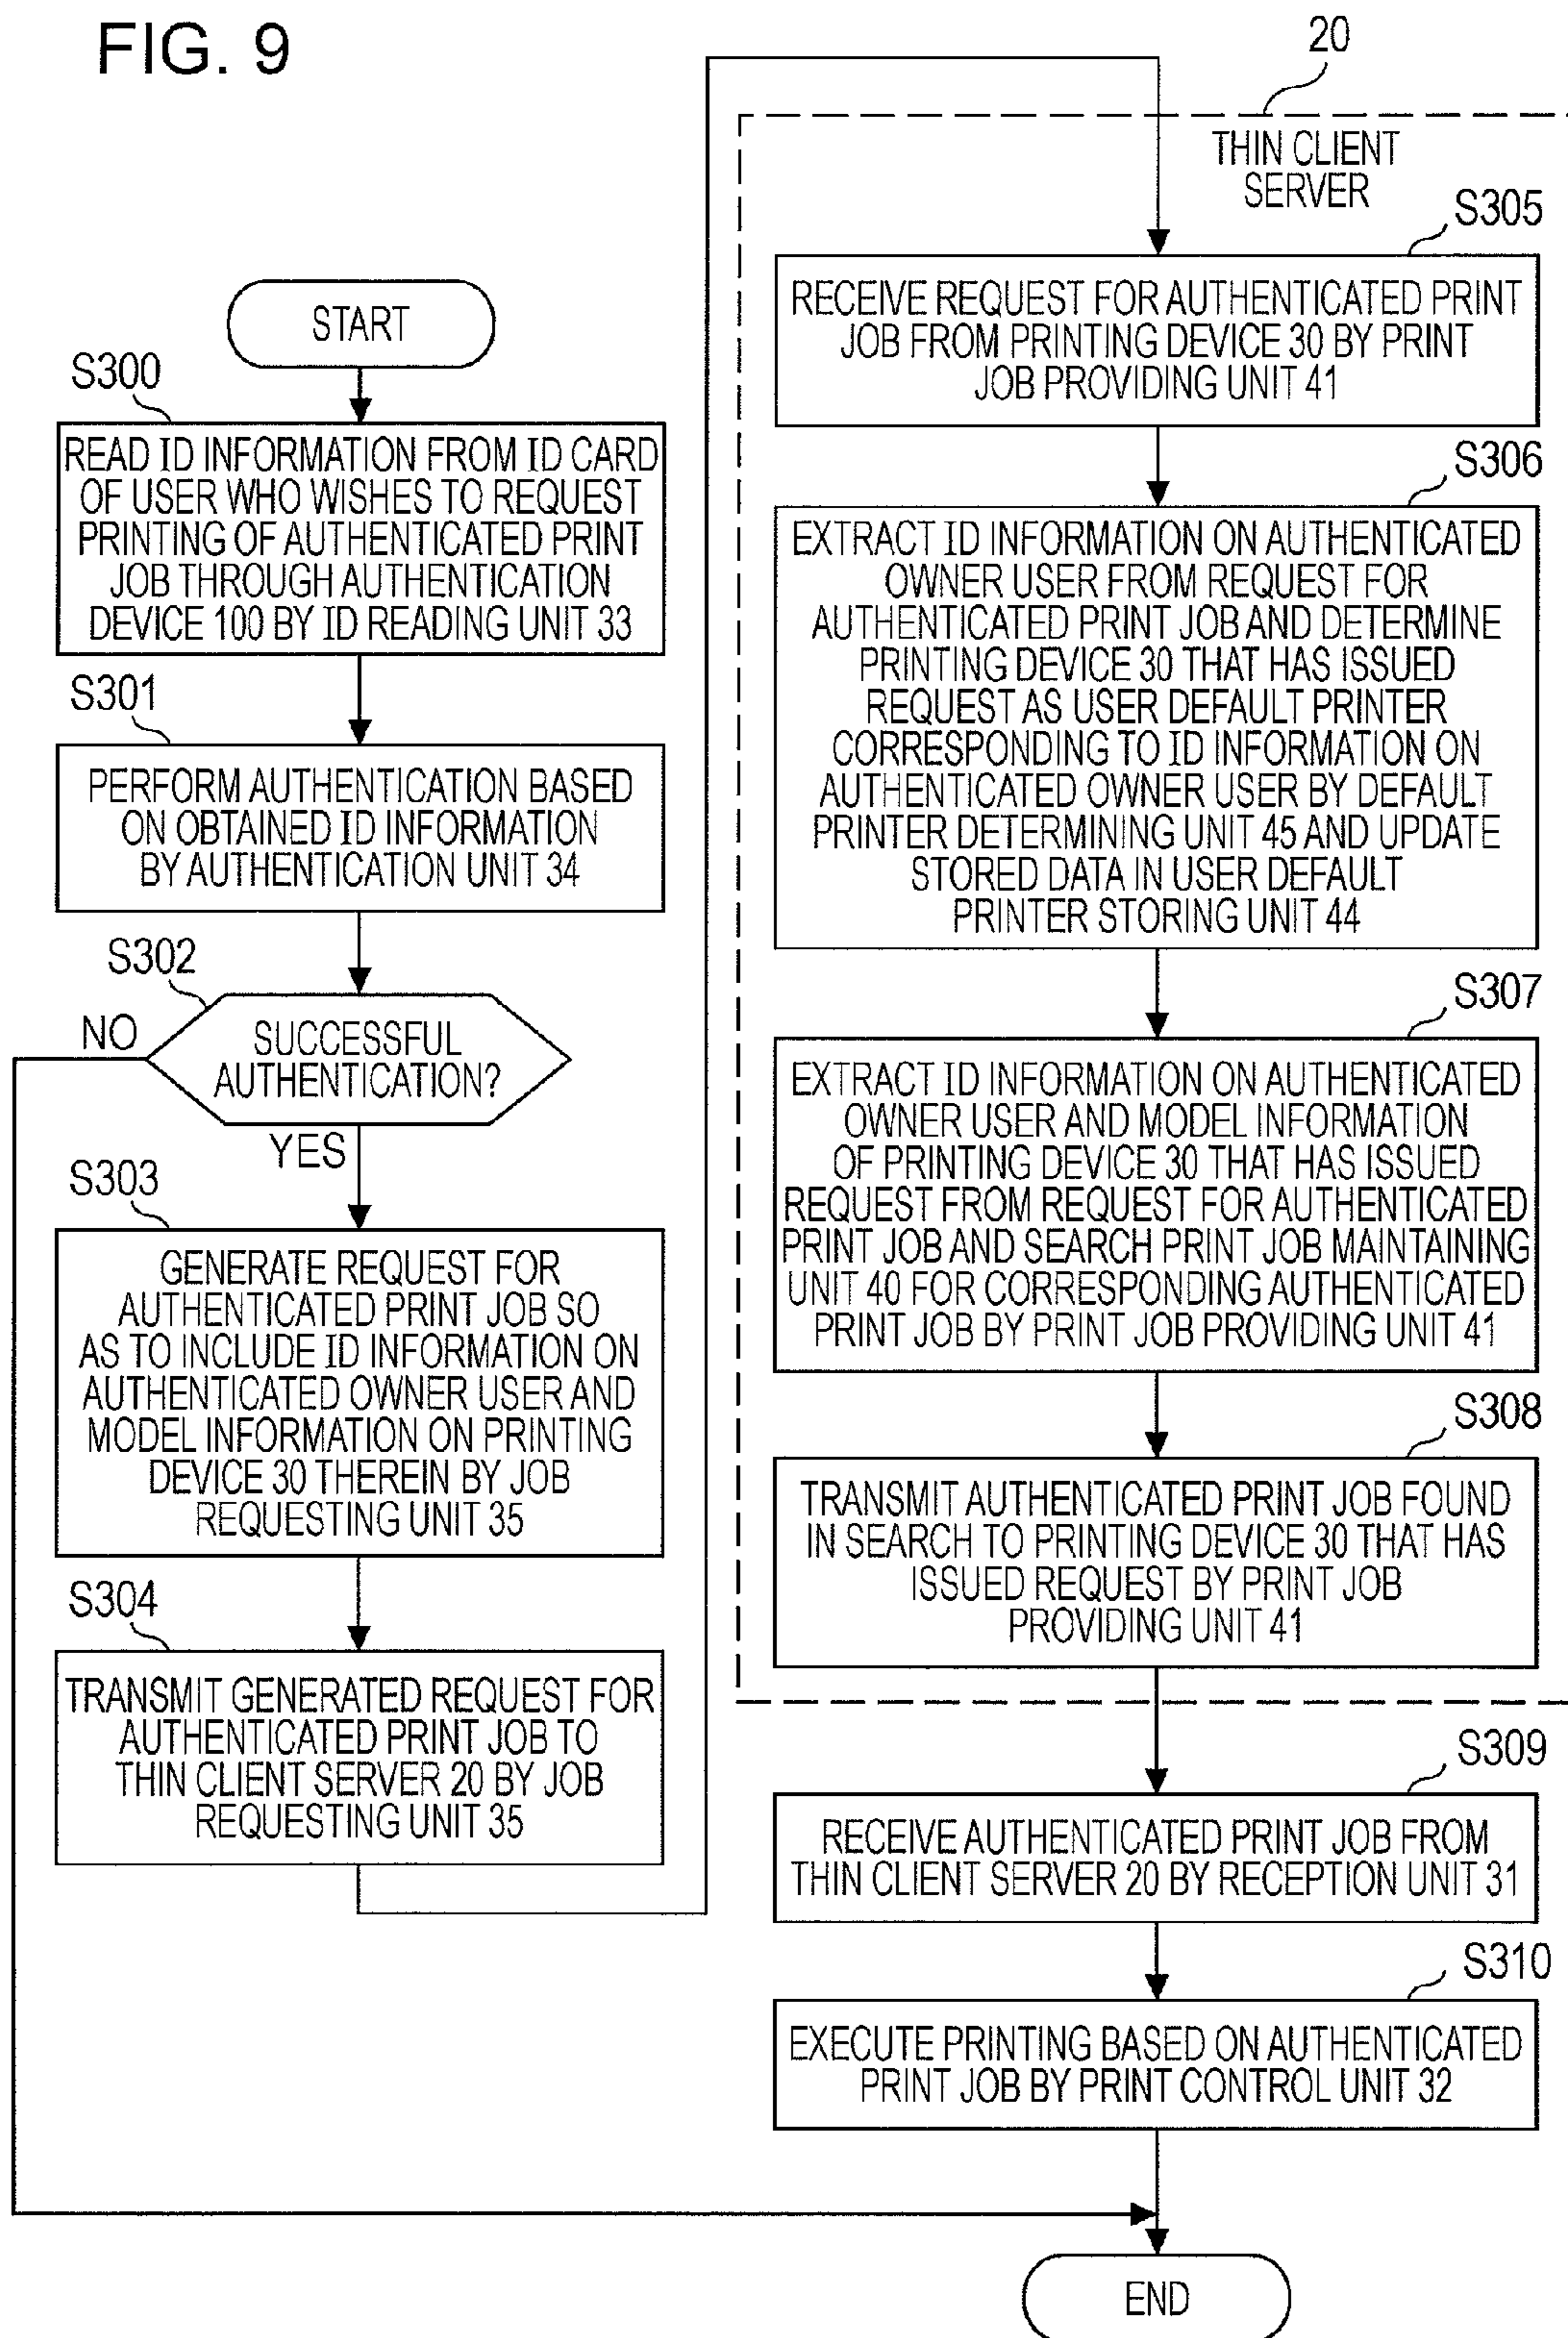 FIG. 9
START
S300
READ ID INFORMATION FROM ID CARD
OF USER WHO WISHES TO REQUEST
PRINTING OF AUTHENTICATED PRINT
JOB THROUGH AUTHENTICATION
DEVICE 100 BY ID READING UNIT 33
S301
PERFORM AUTHENTICATION BASED
ON OBTAINED ID INFORMATION
BY AUTHENTICATION UNIT 34
S302
NO
SUCCESSFUL
AUTHENTICATION?
YES
S303
GENERATE REQUEST FOR
AUTHENTICATED PRINT JOB SO
AS TO INCLUDE ID INFORMATION ON
AUTHENTICATED OWNER USER AND
MODEL INFORMATION ON PRINTING
DEVICE 30 THEREIN BY JOB
REQUESTING UNIT 35
S304
TRANSMIT GENERATED REQUEST FOR
AUTHENTICATED PRINT JOB TO
THIN CLIENT SERVER 20 BY JOB
REQUESTING UNIT 35
20
THIN CLIENT
SERVER
S305
RECEIVE REQUEST FOR AUTHENTICATED PRINT
JOB FROM PRINTING DEVICE 30 BY PRINT
JOB PROVIDING UNIT 41
S306
EXTRACT ID INFORMATION ON AUTHENTICATED
OWNER USER FROM REQUEST FOR
AUTHENTICATED PRINT JOB AND DETERMINE
PRINTING DEVICE 30 THAT HAS ISSUED
REQUEST AS USER DEFAULT PRINTER
CORRESPONDING TO ID INFORMATION ON
AUTHENTICATED OWNER USER BY DEFAULT
PRINTER DETERMINING UNIT 45 AND UPDATE
STORED DATA IN USER DEFAULT
PRINTER STORING UNIT 44
S307
EXTRACT ID INFORMATION ON AUTHENTICATED
OWNER USER AND MODEL INFORMATION
OF PRINTING DEVICE 30 THAT HAS ISSUED
REQUEST FROM REQUEST FOR AUTHENTICATED
PRINT JOB AND SEARCH PRINT JOB MAINTAINING
UNIT 40 FOR CORRESPONDING AUTHENTICATED
PRINT JOB BY PRINT JOB PROVIDING UNIT 41
S308
TRANSMIT AUTHENTICATED PRINT JOB FOUND
IN SEARCH TO PRINTING DEVICE 30 THAT HAS
ISSUED REQUEST BY PRINT JOB
PROVIDING UNIT 41
S309
RECEIVE AUTHENTICATED PRINT JOB FROM
THIN CLIENT SERVER 20 BY RECEPTION UNIT 31
S310
EXECUTE PRINTING BASED ON AUTHENTICATED
PRINT JOB BY PRINT CONTROL UNIT 32
END